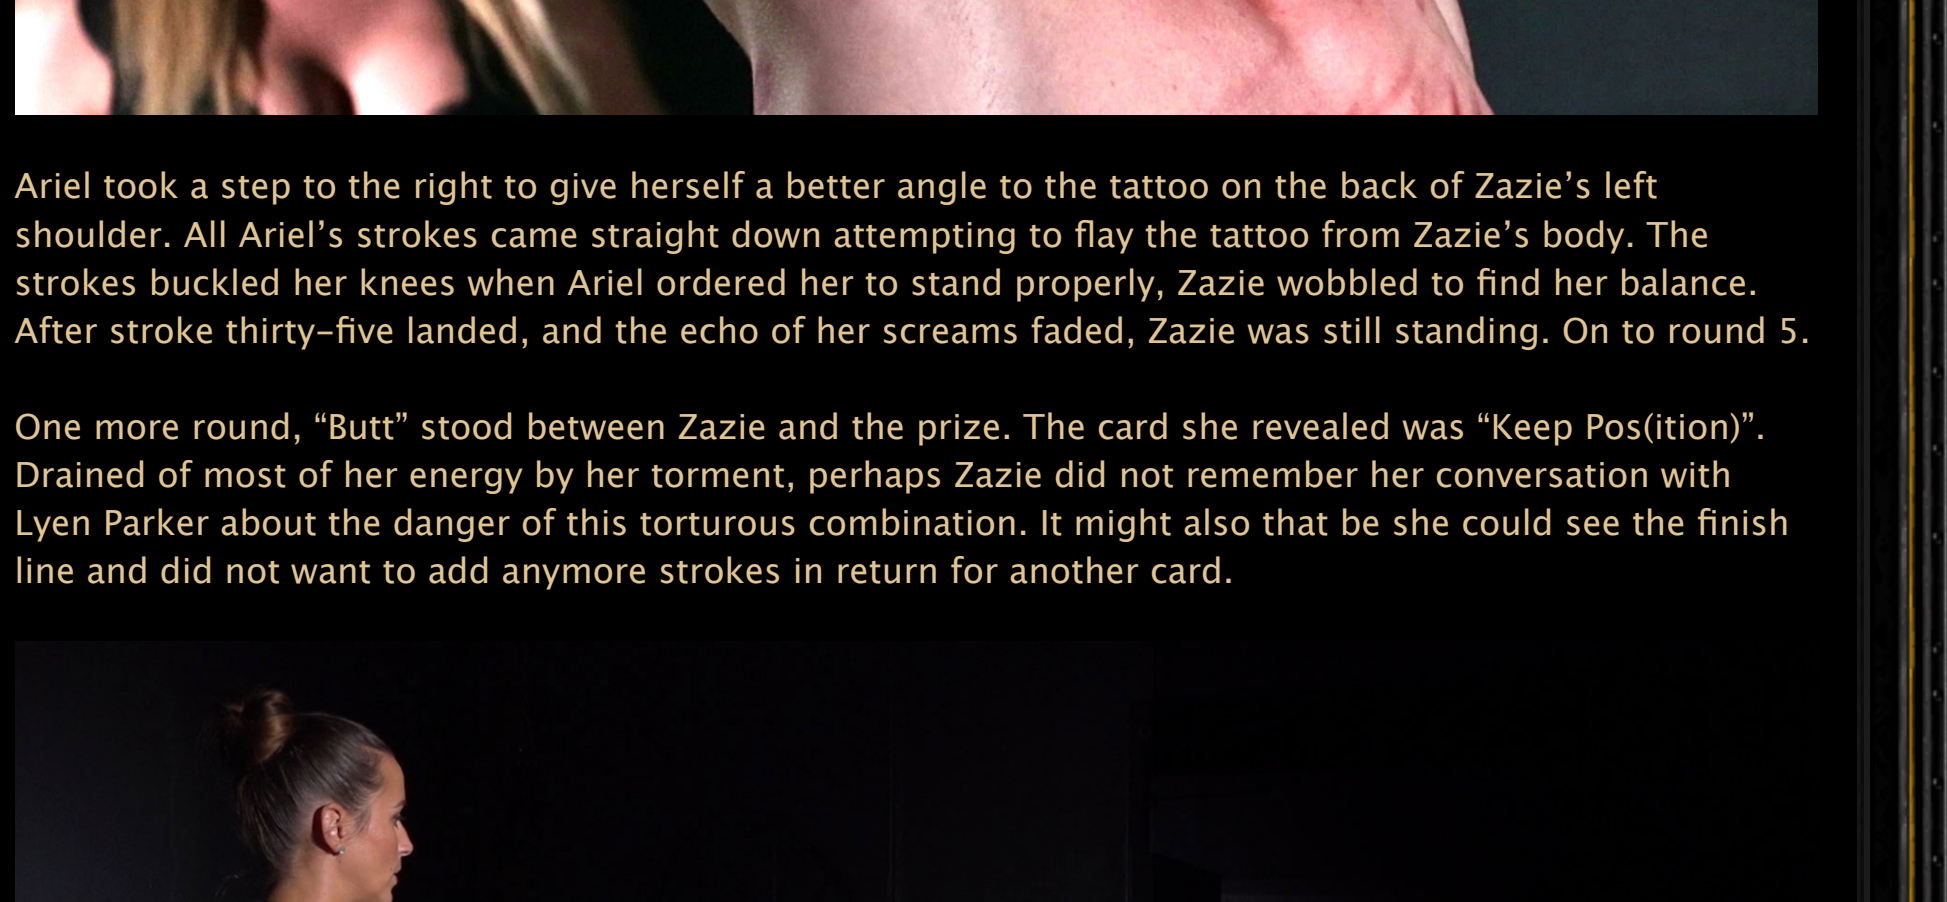 Ariel took a step to the right to give herself a better angle to the tattoo on the back of Zazie’s left
shoulder. All Ariel’s strokes came straight down attempting to flay the tattoo from Zazie’s body. The
strokes buckled her knees when Ariel ordered her to stand properly, Zazie wobbled to find her balance.
After stroke thirty–five landed, and the echo of her screams faded, Zazie was still standing. On to round 5.
One more round, “Butt” stood between Zazie and the prize. The card she revealed was “Keep Pos(ition)”.
Drained of most of her energy by her torment, perhaps Zazie did not remember her conversation with
Lyen Parker about the danger of this torturous combination. It might also that be she could see the finish
line and did not want to add anymore strokes in return for another card.